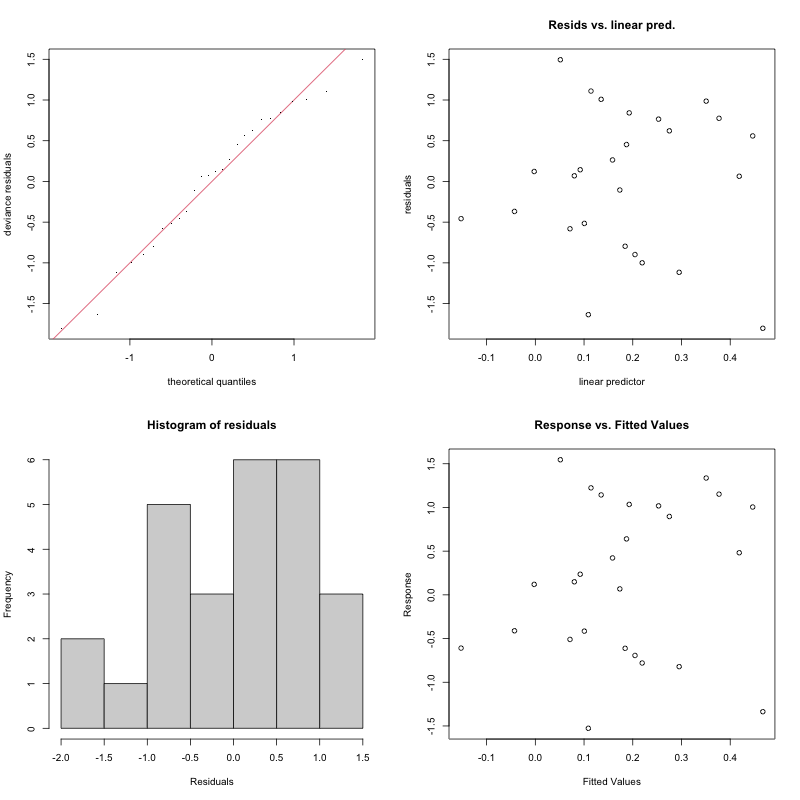 deviance residuals
1.5
1.0
0.5
0.0
-0.5
-1.0
-1.5
-1 0 1
theoretical quantiles
Resids vs. linear pred.
residuals
1.5
1.0
0.5
0.0
-0.5
-1.0
-1.5
-0.1 0.0 0.1 0.2 0.3 0.4
linear predictor
Histogram of residuals
Frequency
6
5
4
3
2
1
0
-2.0 -1.5 -1.0 -0.5 0.0 0.5 1.0 1.5
Residuals
Response vs. Fitted Values
Response
1.5
1.0
0.5
0.0
-0.5
-1.0
-1.5
-0.1 0.0 0.1 0.2 0.3 0.4
Fitted Values